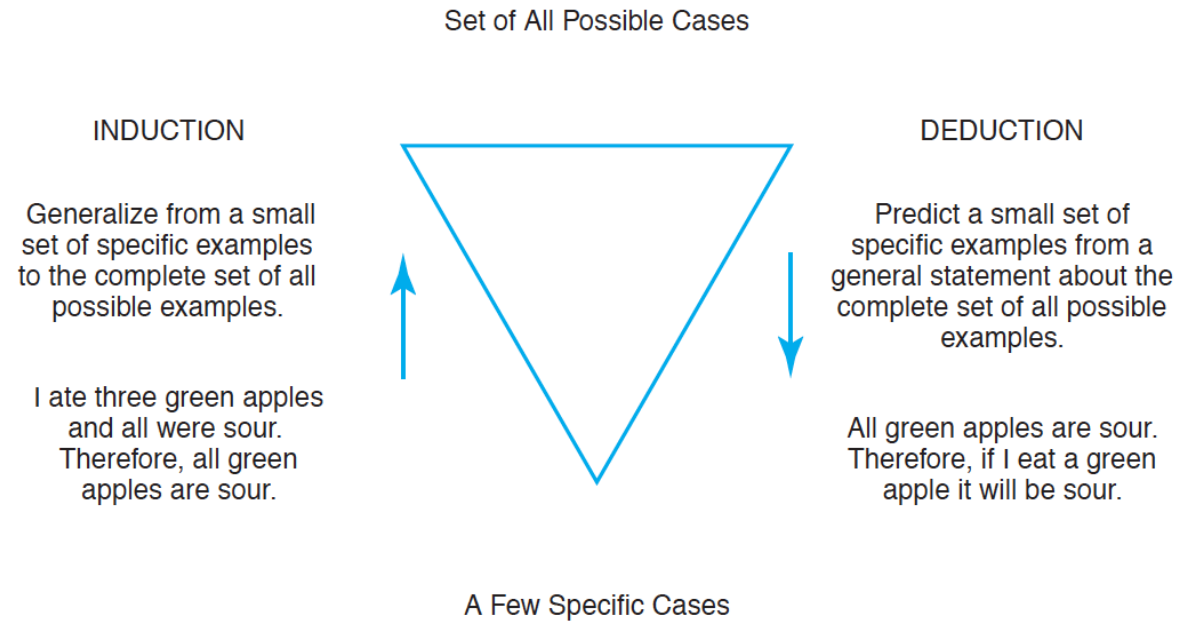 Set of All Possible Cases
INDUCTION
Generalize from a small
set of specific examples
to the complete set of all
possible examples.
I ate three green apples
and all were sour.
Therefore, all green
apples are sour.
DEDUCTION
Predict a small set of
specific examples from a
general statement about the
complete set of all possible
examples.
All green apples are sour.
Therefore, if I eat a green
apple it will be sour.
A Few Specific Cases